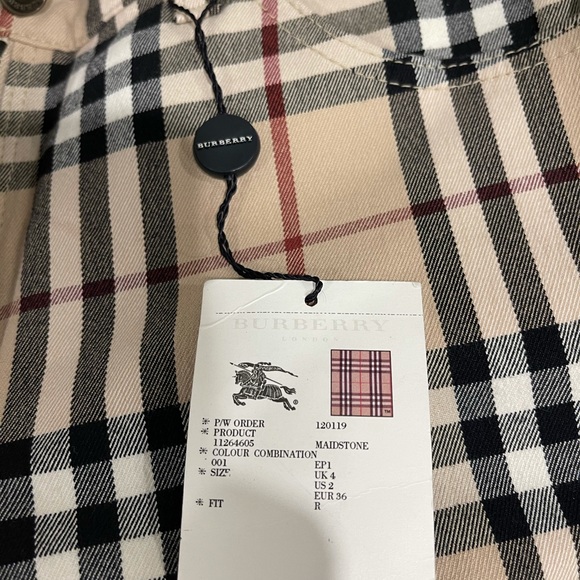 BURBERRY
BURBERRY
LONDON
® ™
* P/W ORDER 120119
* PRODUCT
11264605 MAIDSTONE
* COLOUR COMBINATION
001 EP1
* SIZE UK 4
US 2
EUR 36
* FIT R